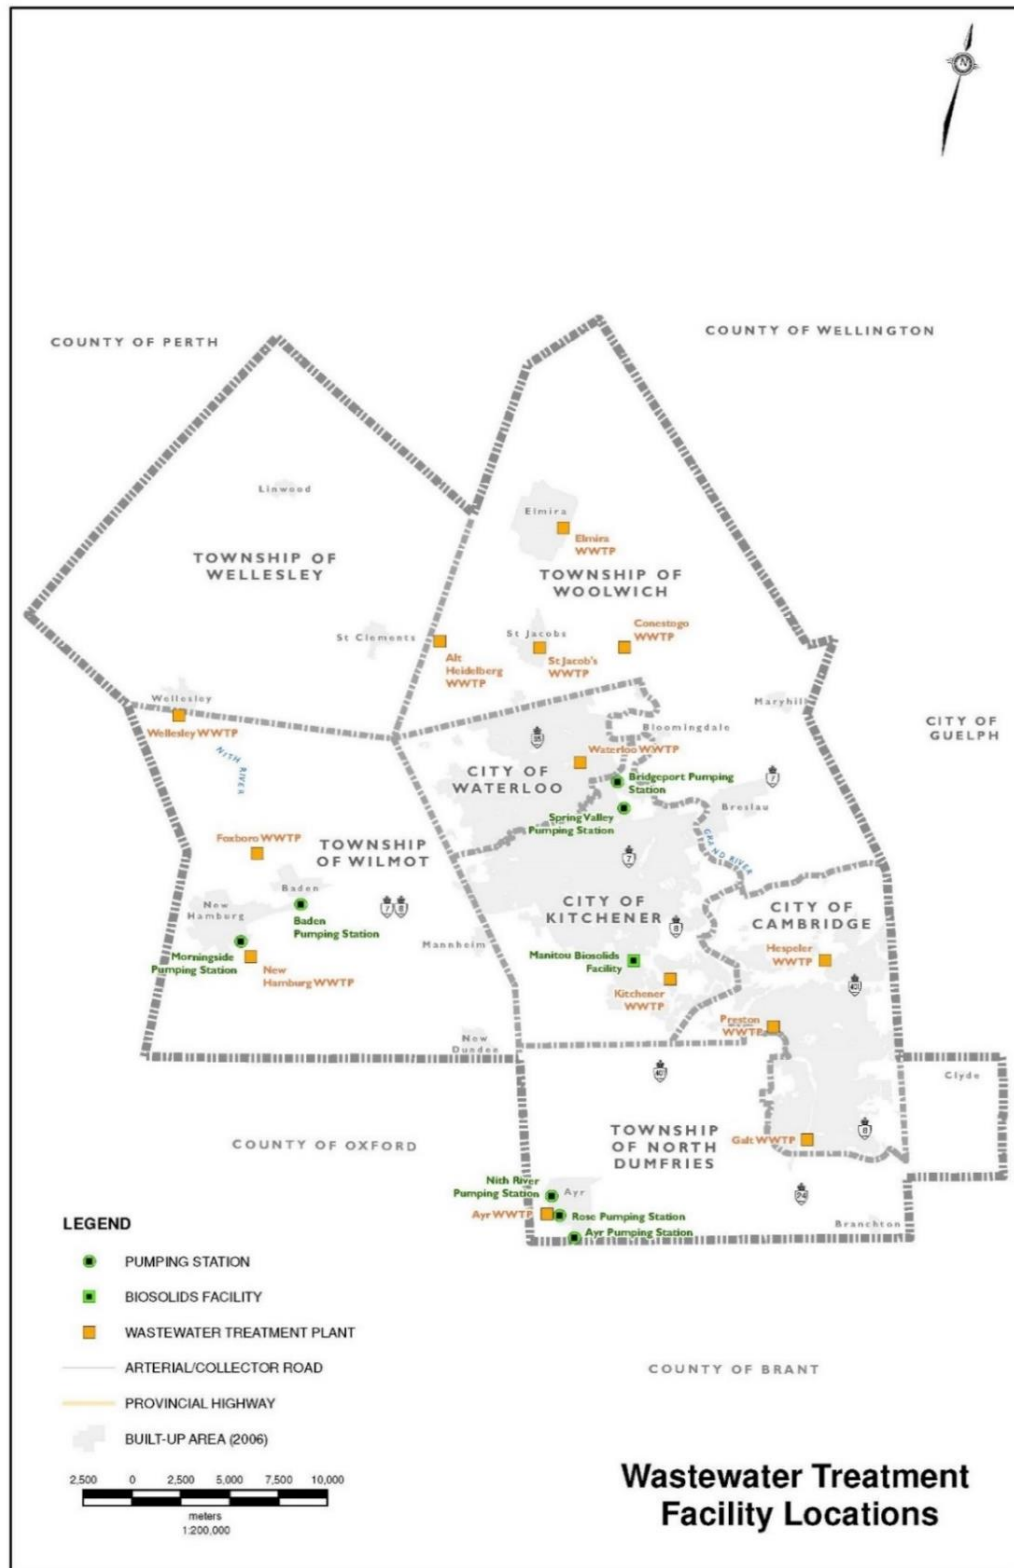 N
COUNTY OF PERTH
COUNTY OF WELLINGTON
Linwood
Elmira
Elmira
WWTP
TOWNSHIP OF
WELLESLEY
TOWNSHIP OF
WOOLWICH
St Clements
St Jacobs
Conestogo
WWTP
Alt
Heidelberg
WWTP
St Jacob's
WWTP
Wellesley
Wellesley WWTP
Maryhill
CITY OF
GUELPH
Bloomingdale
NITH RIVER
Waterloo WWTP
CITY OF
WATERLOO
Bridgeport Pumping
Station
7
Breslau
Spring Valley
Pumping Station
GRAND RIVER
Foxboro WWTP
TOWNSHIP
OF WILMOT
7
Baden
New
Hamburg
7 8
Baden
Pumping Station
CITY OF
KITCHENER
8
CITY OF
CAMBRIDGE
Mannheim
Morningside
Pumping Station
New
Hamburg WWTP
Manitou Biosolids
Facility
Hespeler
WWTP
Kitchener
WWTP
Preston
WWTP
New
Dundee
Clyde
COUNTY OF OXFORD
TOWNSHIP
OF NORTH
DUMFRIES
8
Galt WWTP
Nith River
Pumping Station
Ayr
24
Ayr WWTP
Rose Pumping Station
Ayr Pumping Station
Branchton
COUNTY OF BRANT
LEGEND
PUMPING STATION
BIOSOLIDS FACILITY
WASTEWATER TREATMENT PLANT
ARTERIAL/COLLECTOR ROAD
PROVINCIAL HIGHWAY
BUILT-UP AREA (2006)
2,500 0 2,500 5,000 7,500 10,000
meters
1:200,000
Wastewater Treatment
Facility Locations